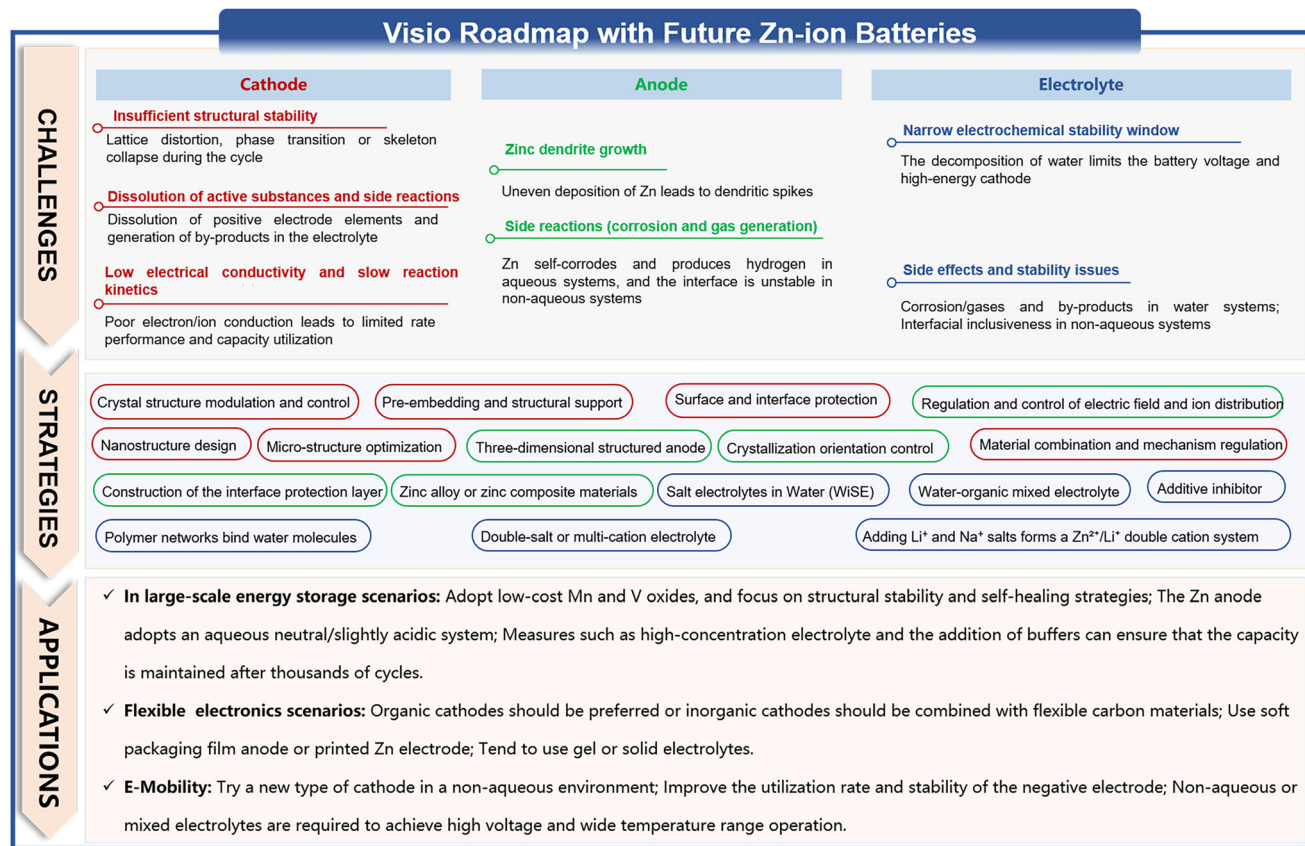 Visio Roadmap with Future Zn-ion Batteries
CHALLENGES
Cathode
Insufficient structural stability
Lattice distortion, phase transition or skeleton
collapse during the cycle
Dissolution of active substances and side reactions
Dissolution of positive electrode elements and
generation of by-products in the electrolyte
Low electrical conductivity and slow reaction
kinetics
Poor electron/ion conduction leads to limited rate
performance and capacity utilization
Anode
Zinc dendrite growth
Uneven deposition of Zn leads to dendritic spikes
Side reactions (corrosion and gas generation)
Zn self-corrodes and produces hydrogen in
aqueous systems, and the interface is unstable in
non-aqueous systems
Electrolyte
Narrow electrochemical stability window
The decomposition of water limits the battery voltage and
high-energy cathode
Side effects and stability issues
Corrosion/gases and by-products in water systems;
Interfacial inclusiveness in non-aqueous systems
STRATEGIES
Crystal structure modulation and control
Pre-embedding and structural support
Surface and interface protection
Regulation and control of electric field and ion distribution
Nanostructure design
Micro-structure optimization
Three-dimensional structured anode
Crystallization orientation control
Material combination and mechanism regulation
Construction of the interface protection layer
Zinc alloy or zinc composite materials
Salt electrolytes in Water (WiSE)
Water-organic mixed electrolyte
Additive inhibitor
Polymer networks bind water molecules
Double-salt or multi-cation electrolyte
Adding Li⁺ and Na⁺ salts forms a Zn²⁺/Li⁺ double cation system
APPLICATIONS
✓ In large-scale energy storage scenarios: Adopt low-cost Mn and V oxides, and focus on structural stability and self-healing strategies; The Zn anode
adopts an aqueous neutral/slightly acidic system; Measures such as high-concentration electrolyte and the addition of buffers can ensure that the capacity
is maintained after thousands of cycles.
✓ Flexible electronics scenarios: Organic cathodes should be preferred or inorganic cathodes should be combined with flexible carbon materials; Use soft
packaging film anode or printed Zn electrode; Tend to use gel or solid electrolytes.
✓ E-Mobility: Try a new type of cathode in a non-aqueous environment; Improve the utilization rate and stability of the negative electrode; Non-aqueous or
mixed electrolytes are required to achieve high voltage and wide temperature range operation.